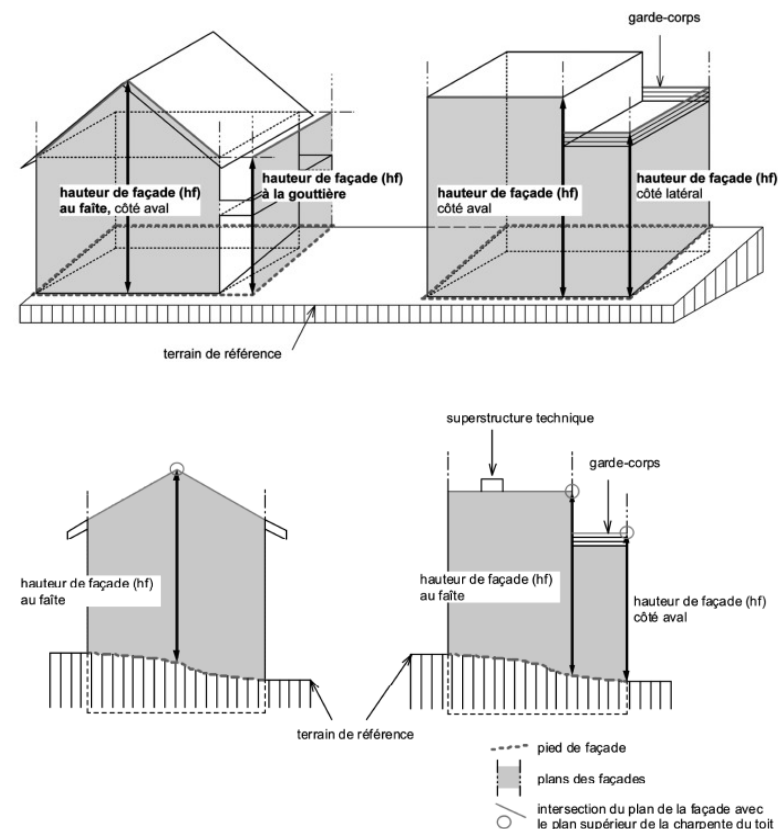 garde-corps
hauteur de façade (hf)
au faîte, côté aval
hauteur de façade (hf)
à la gouttière
hauteur de façade (hf)
côté aval
hauteur de façade (hf)
côté latéral
terrain de référence
superstructure technique
garde-corps
hauteur de façade (hf)
au faîte
hauteur de façade (hf)
au faîte
hauteur de façade (hf)
côté aval
terrain de référence
pied de façade
plans des façades
intersection du plan de la façade avec
le plan supérieur de la charpente du toit